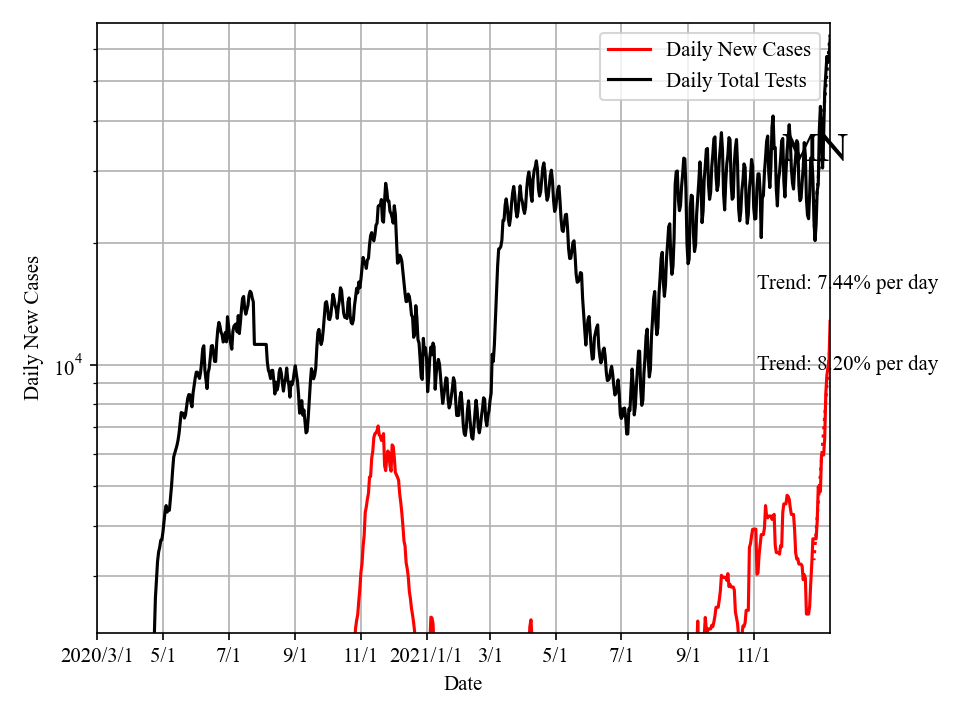 Daily New Cases
Daily Total Tests
MN
Trend: 7.44% per day
Trend: 8.20% per day
Daily New Cases
10^4
2020/3/1 5/1 7/1 9/1 11/1 2021/1/1 3/1 5/1 7/1 9/1 11/1
Date